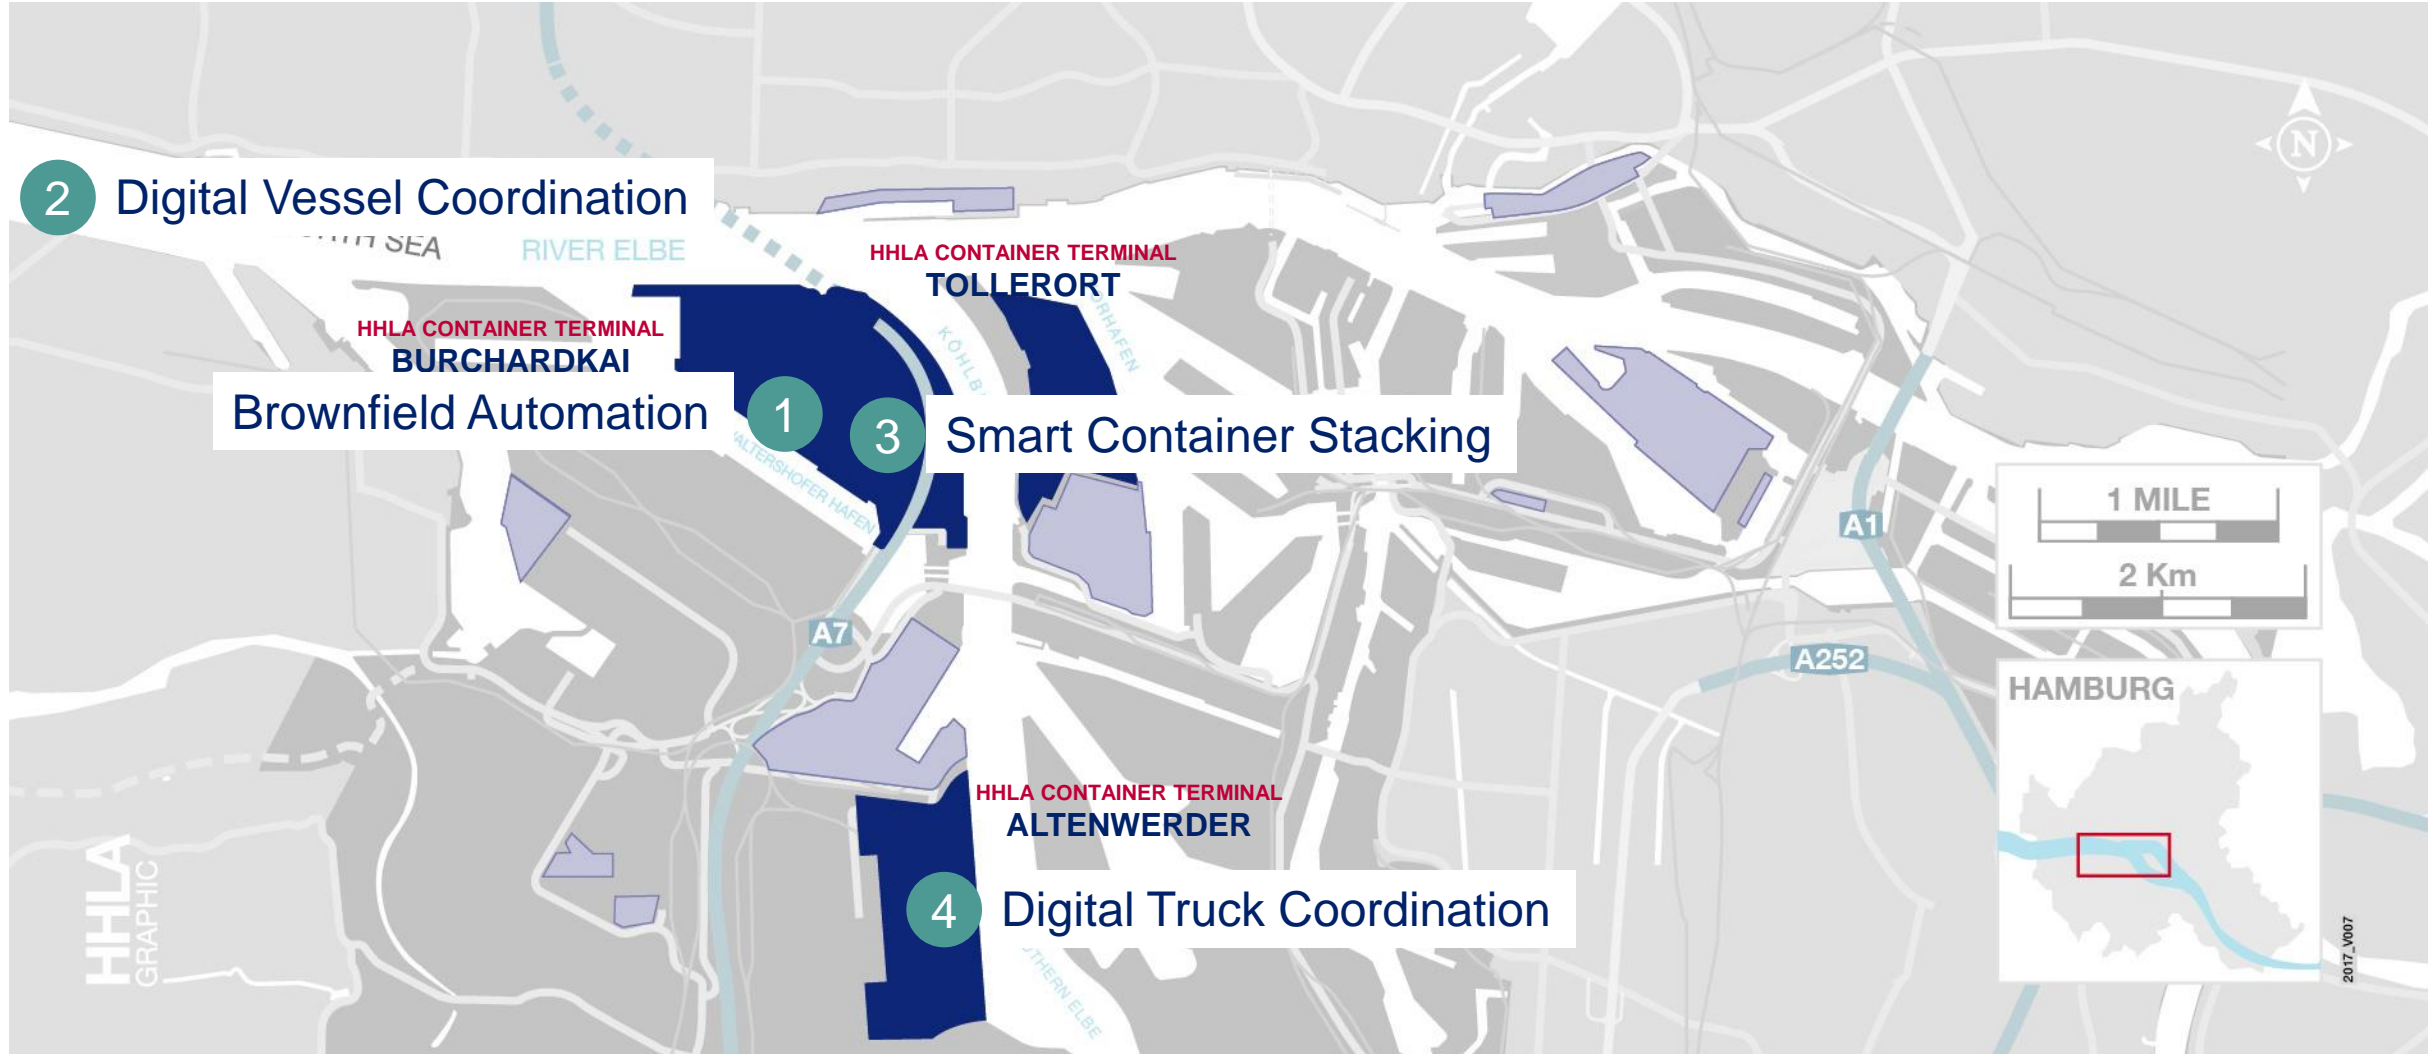 2 Digital Vessel Coordination
SEA
RIVER ELBE
HHLA CONTAINER TERMINAL
TOLLERORT
HHLA CONTAINER TERMINAL
BURCHARDKAI
Brownfield Automation 1
3 Smart Container Stacking
A7
A1
A252
1 MILE
2 Km
HAMBURG
N
HHLA CONTAINER TERMINAL
ALTENWERDER
4 Digital Truck Coordination
HHLA
GRAPHIC
2017_V007
HAFEN
ELBE